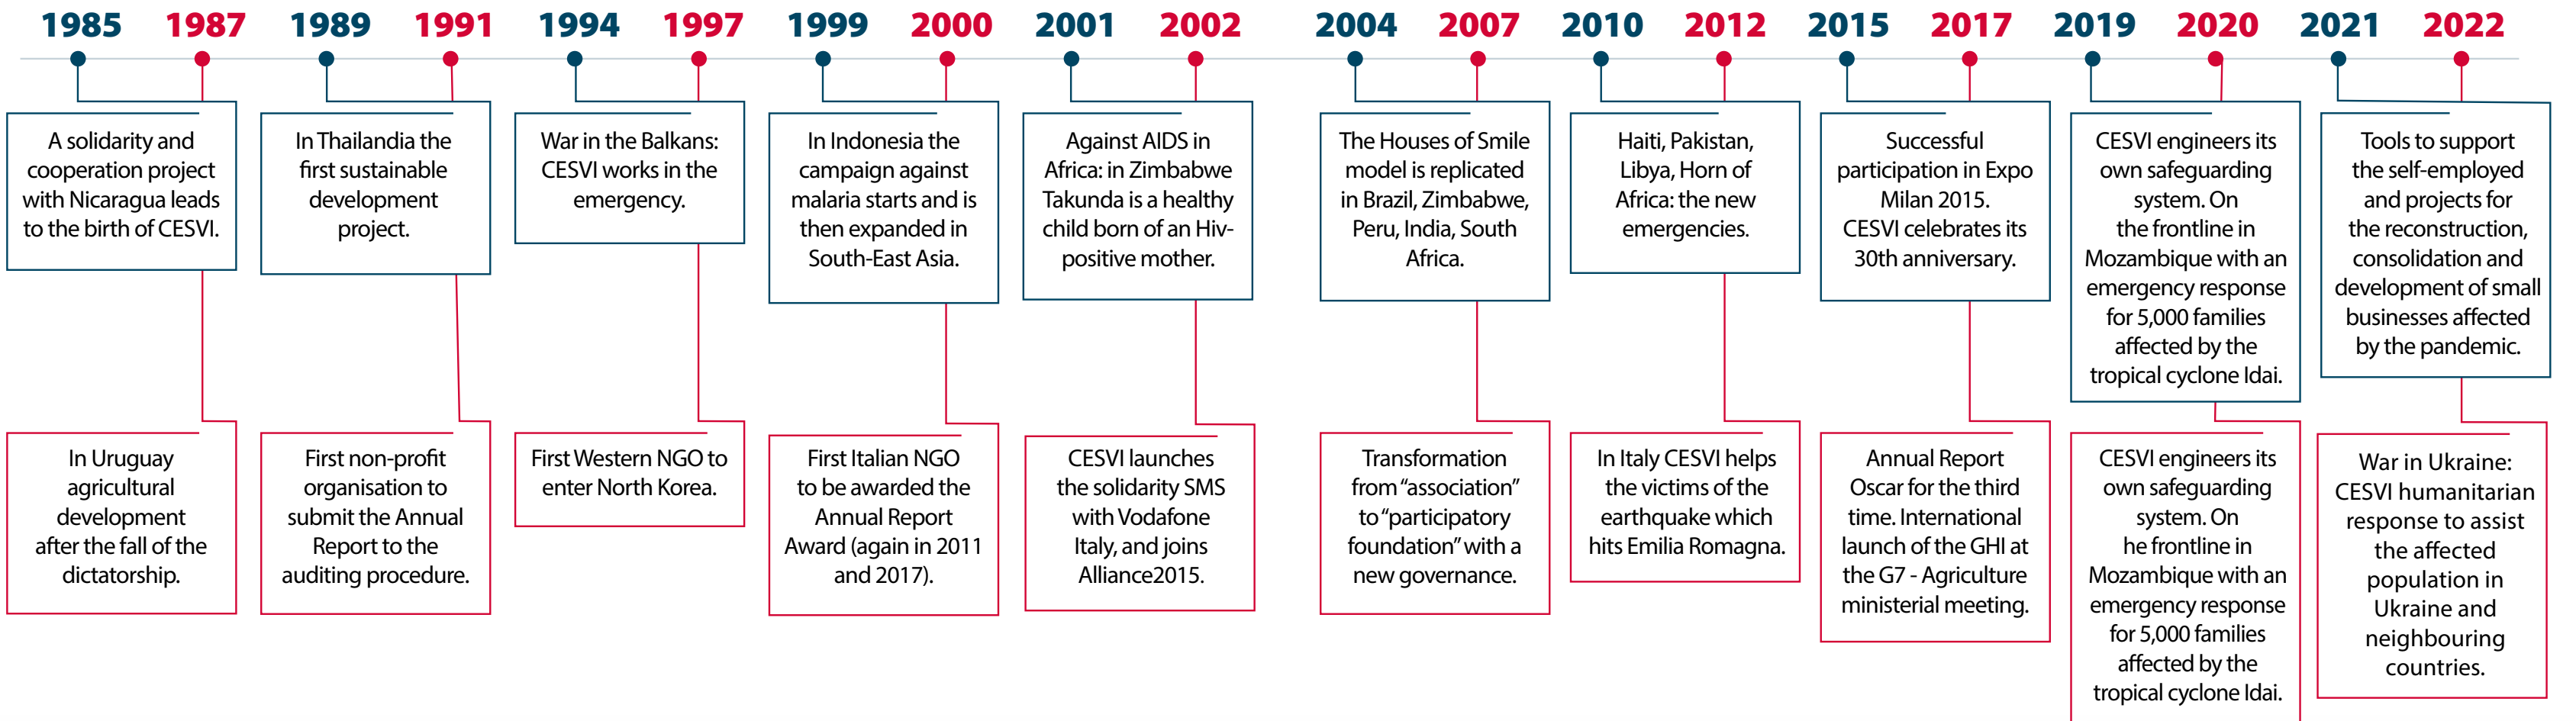 1985
1987
1989
1991
1994
1997
1999
2000
2001
2002
2004
2007
2010
2012
2015
2017
2019
2020
2021
2022
A solidarity and
cooperation project
with Nicaragua leads
to the birth of CESVI.
In Thailandia the
first sustainable
development
project.
War in the Balkans:
CESVI works in the
emergency.
In Indonesia the
campaign against
malaria starts and is
then expanded in
South-East Asia.
Against AIDS in
Africa: in Zimbabwe
Takunda is a healthy
child born of an Hiv-
positive mother.
The Houses of Smile
model is replicated
in Brazil, Zimbabwe,
Peru, India, South
Africa.
Haiti, Pakistan,
Libya, Horn of
Africa: the new
emergencies.
Successful
participation in Expo
Milan 2015.
CESVI celebrates its
30th anniversary.
CESVI engineers its
own safeguarding
system. On
the frontline in
Mozambique with an
emergency response
for 5,000 families
affected by the
tropical cyclone Idai.
Tools to support
the self-employed
and projects for
the reconstruction,
consolidation and
development of small
businesses affected
by the pandemic.
In Uruguay
agricultural
development
after the fall of the
dictatorship.
First non-profit
organisation to
submit the Annual
Report to the
auditing procedure.
First Western NGO to
enter North Korea.
First Italian NGO
to be awarded the
Annual Report
Award (again in 2011
and 2017).
CESVI launches
the solidarity SMS
with Vodafone
Italy, and joins
Alliance2015.
Transformation
from “association”
to “participatory
foundation” with a
new governance.
In Italy CESVI helps
the victims of the
earthquake which
hits Emilia Romagna.
Annual Report
Oscar for the third
time. International
launch of the GHI at
the G7 - Agriculture
ministerial meeting.
CESVI engineers its
own safeguarding
system. On
he frontline in
Mozambique with an
emergency response
for 5,000 families
affected by the
tropical cyclone Idai.
War in Ukraine:
CESVI humanitarian
response to assist
the affected
population in
Ukraine and
neighbouring
countries.